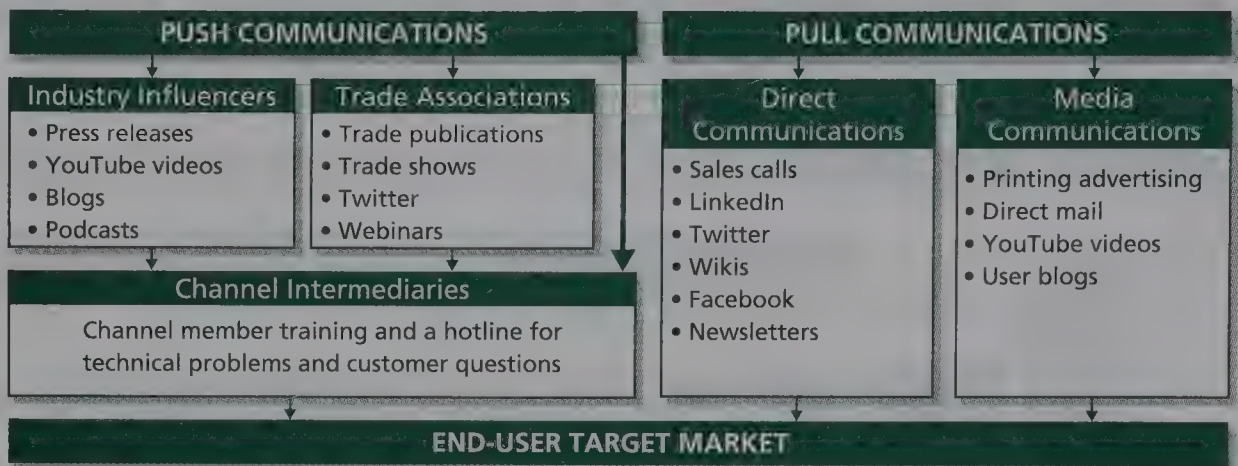 PUSH COMMUNICATIONS
PULL COMMUNICATIONS
Industry Influencers
• Press releases
• YouTube videos
• Blogs
• Podcasts
Trade Associations
• Trade publications
• Trade shows
• Twitter
• Webinars
Channel Intermediaries
Channel member training and a hotline for
technical problems and customer questions
Direct
Communications
• Sales calls
• LinkedIn
• Twitter
• Wikis
• Facebook
• Newsletters
Media
Communications
• Printing advertising
• Direct mail
• YouTube videos
• User blogs
END-USER TARGET MARKET